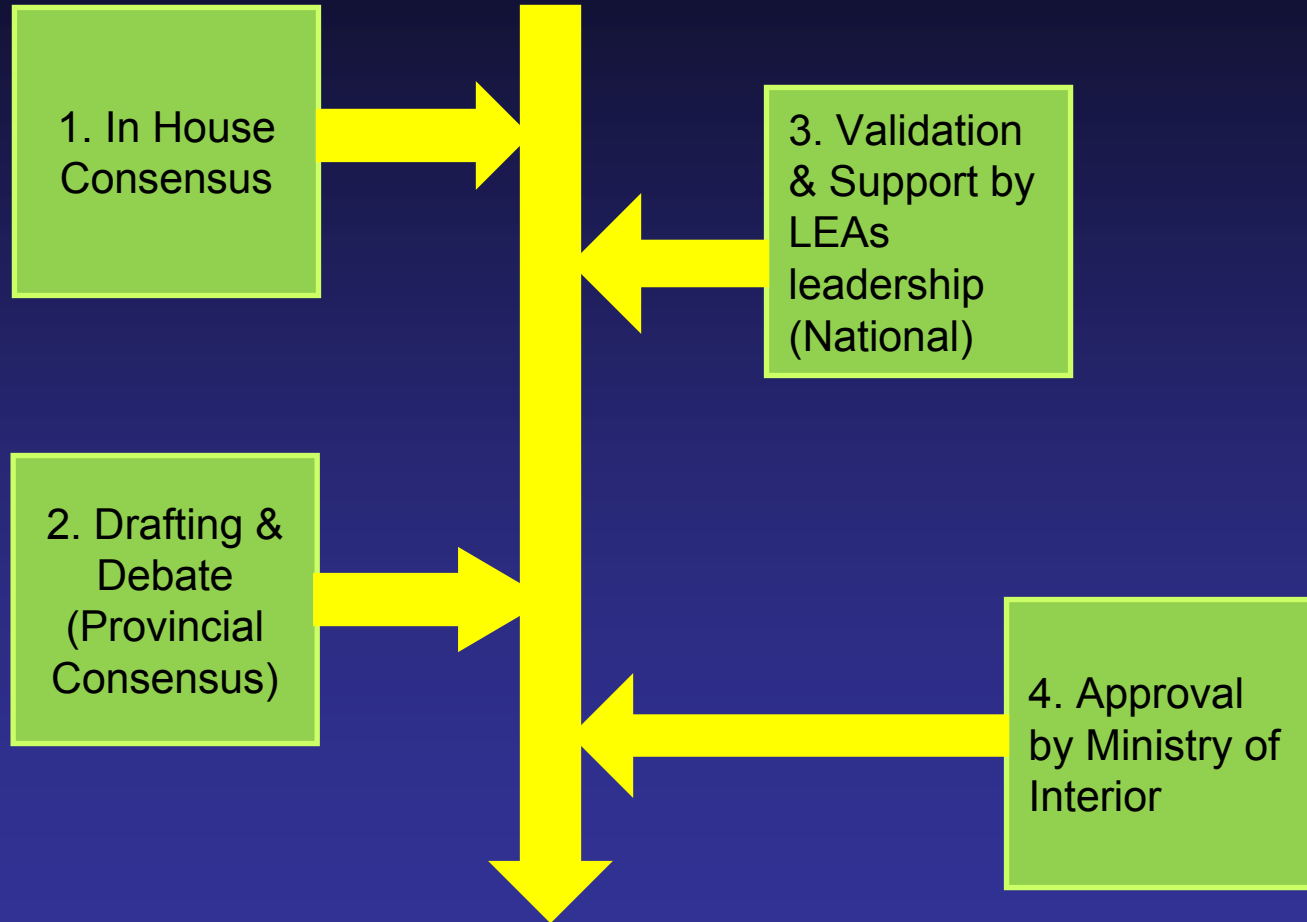 1. In House
Consensus
2. Drafting &
Debate
(Provincial
Consensus)
3. Validation
& Support by
LEAs
leadership
(National)
4. Approval
by Ministry of
Interior